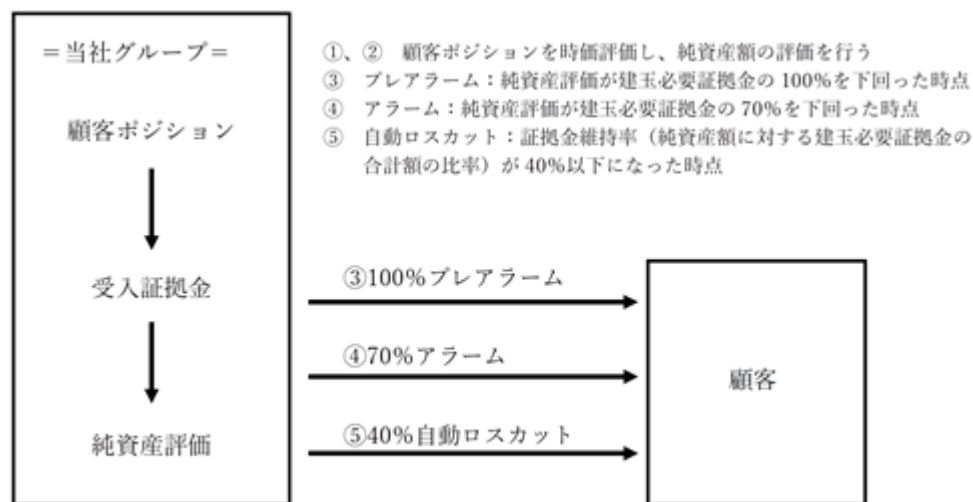 ＝当社グループ＝
顧客ポジション
受入証拠金
純資産評価
①、②　顧客ポジションを時価評価し、純資産額の評価を行う
③　プレアラーム：純資産評価が建玉必要証拠金の 100%を下回った時点
④　アラーム：純資産評価が建玉必要証拠金の 70%を下回った時点
⑤　自動ロスカット：証拠金維持率（純資産額に対する建玉必要証拠金の
合計額の比率）が 40%以下になった時点
③100%プレアラーム
④70%アラーム
⑤40%自動ロスカット
顧客